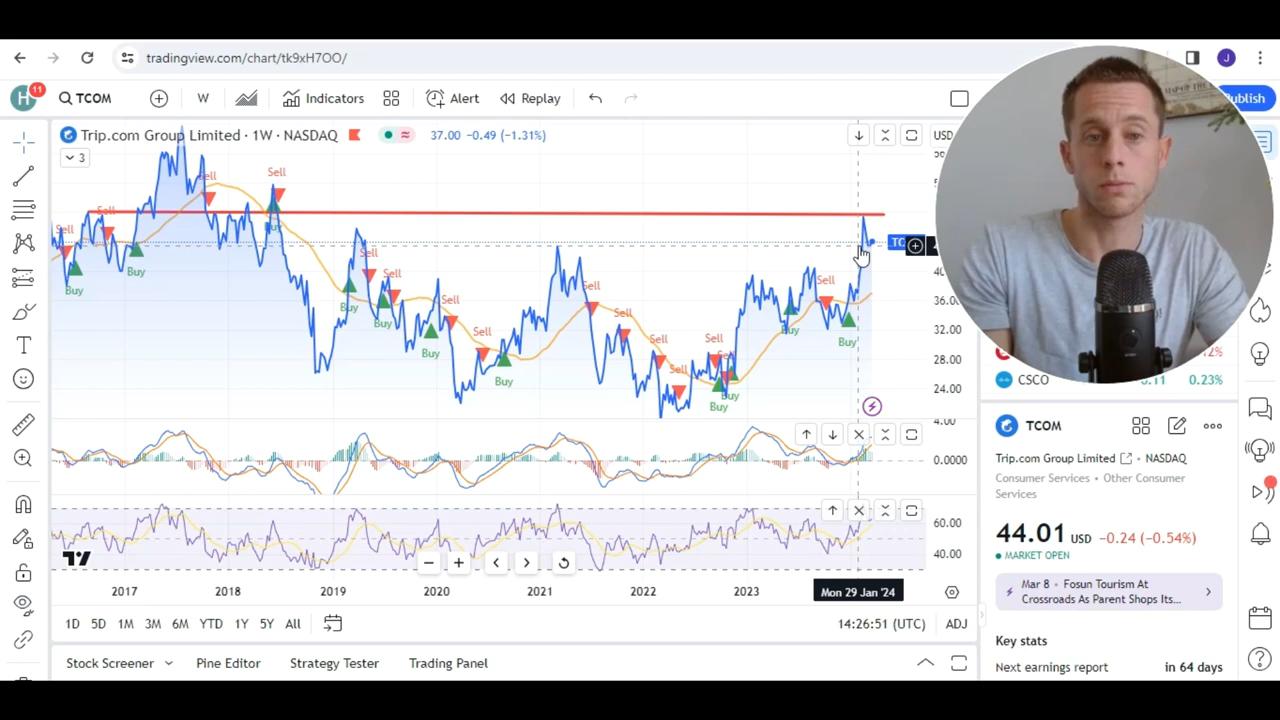 tradingview.com/chart/tk9xH7OO/
J
H
11
TCOM
W
Indicators
Alert
Replay
Publish
Trip.com Group Limited · 1W · NASDAQ
37.00 −0.49 (−1.31%)
USD
3
Sell
Sell
Sell
Sell
Buy
Buy
Buy
Sell
Sell
Buy
Buy
Sell
Buy
Sell
Buy
Sell
Sell
Sell
Sell
Sell
Buy
Buy
Sell
Buy
Buy
36.00
32.00
28.00
24.00
4.00
0.0000
60.00
40.00
2017
2018
2019
2020
2021
2022
2023
Mon 29 Jan '24
1D
5D
1M
3M
6M
YTD
1Y
5Y
All
14:26:51 (UTC)
ADJ
Stock Screener
Pine Editor
Strategy Tester
Trading Panel
CSCO
0.23%
TCOM
Trip.com Group Limited
• NASDAQ
Consumer Services • Other Consumer
Services
44.01 USD −0.24 (−0.54%)
MARKET OPEN
Mar 8 • Fosun Tourism At
Crossroads As Parent Shops Its...
Key stats
Next earnings report
in 64 days